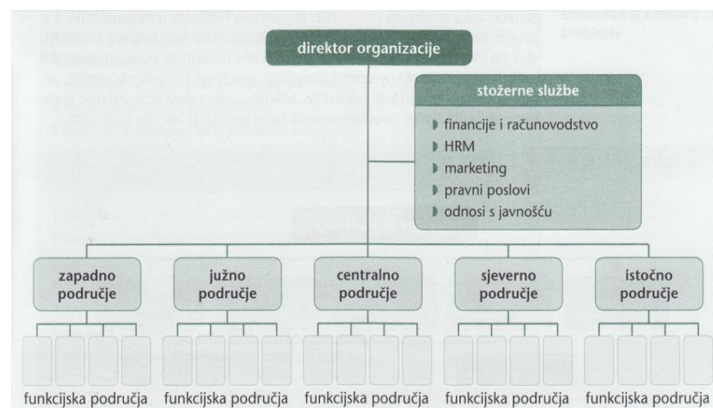 direktor organizacije
stožerne službe
financije i računovodstvo
HRM
marketing
pravni poslovi
odnosi s javnošću
zapadno
područje
južno
područje
centralno
područje
sjeverno
područje
istočno
područje
funkcijska područja
funkcijska područja
funkcijska područja
funkcijska područja
funkcijska područja